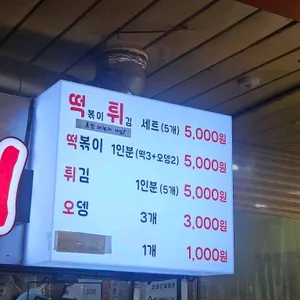 떡볶이 튀김 세트 (5개) 5,000원
떡볶이 1인분 (떡3+오뎅2) 5,000원
튀김 1인분 (5개) 5,000원
오뎅 3개 3,000원
1개 1,000원